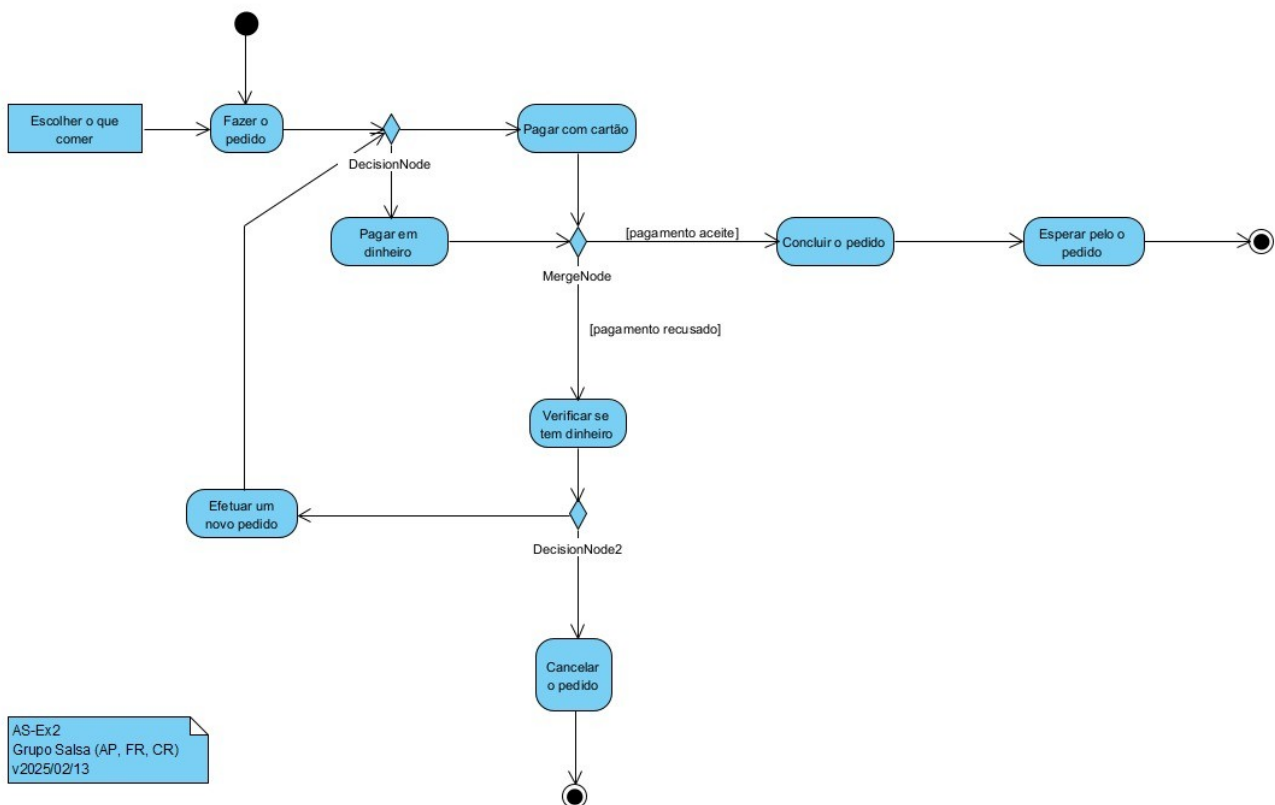 Escolher o que
comer
Fazer o
pedido
Pagar com cartão
DecisionNode
Pagar em
dinheiro
[pagamento aceite]
Concluir o pedido
Esperar pelo o
pedido
MergeNode
[pagamento recusado]
Verificar se
tem dinheiro
Efetuar um
novo pedido
DecisionNode2
Cancelar
o pedido
AS-Ex2
Grupo Salsa (AP, FR, CR)
v2025/02/13